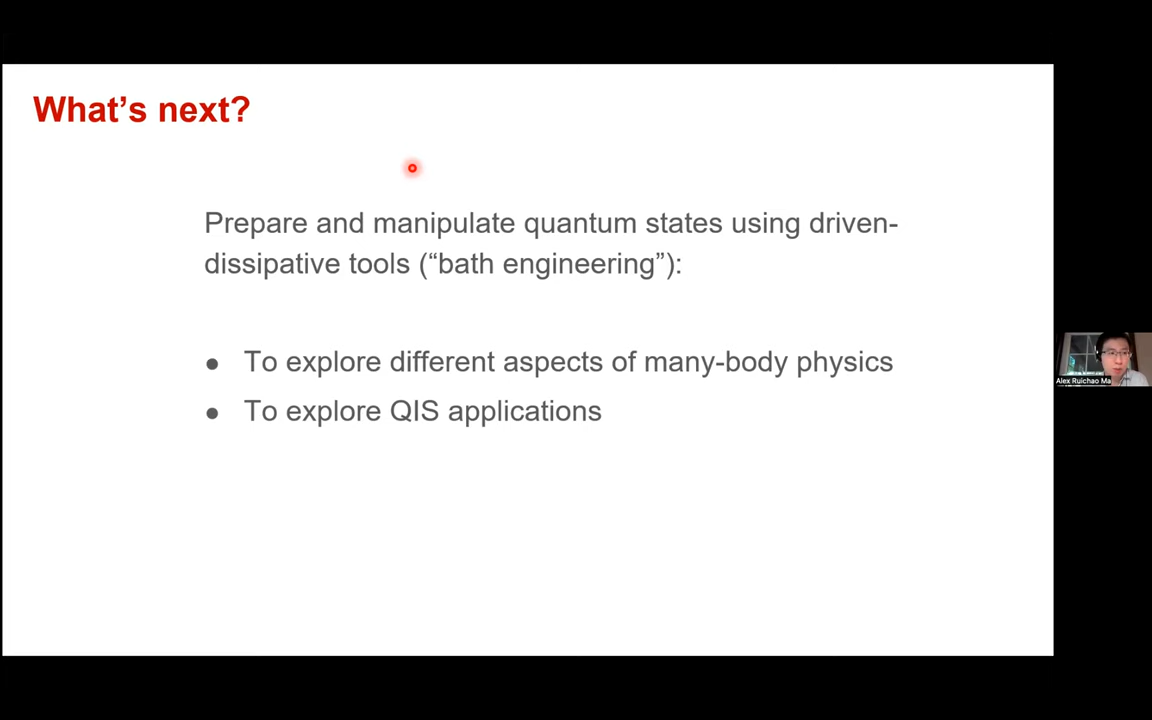 What’s next?
Prepare and manipulate quantum states using driven-
dissipative tools (“bath engineering”):
● To explore different aspects of many-body physics
● To explore QIS applications
Alex Ruichao Ma